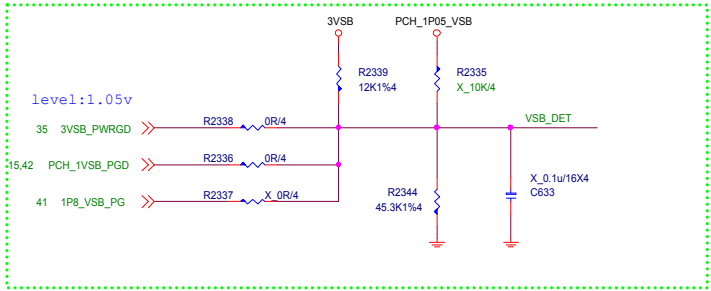 3VSB PCH_1P05_VSB
R2339 R2335
12K1%4 X_10K/4
level:1.05v
VSB_DET
35 3VSB_PWRGD R2338 0R/4
15,42 PCH_1VSB_PGD R2336 0R/4
X_0.1u/16X4
R2344 C633
41 1P8_VSB_PG R2337 X_0R/4
45.3K1%4